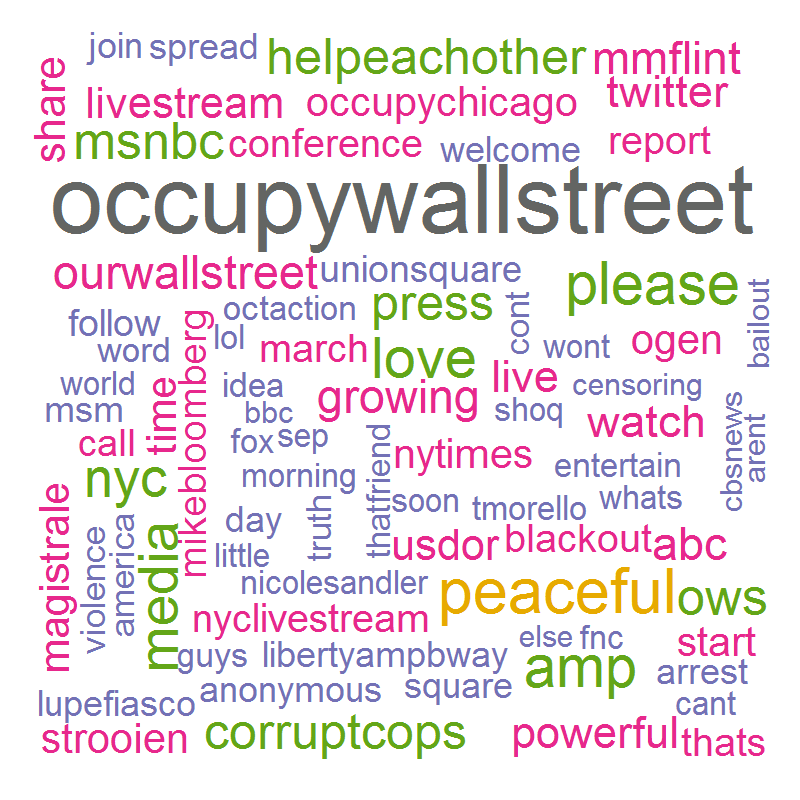 join spread helpeachother mmflint
share livestream occupychicago twitter
msnbc conference welcome report
occupywallstreet
ourwallstreet unionsquare please
follow octaction press cont bailout
word lol march love wont ogen
world idea growing live censoring
msm time mikebloomberg bbc shoq watch cbsnews arent
call fox sep nytimes entertain
nyc morning thatfriend soon tmorello whats
magistrale violence america media day truth usdor blackout abc
little nicolesandler peaceful ows
nyclivestream else fnc start
guys libertyampbway amp arrest
lupefiasco anonymous square cant
strooien corruptcops powerful thats